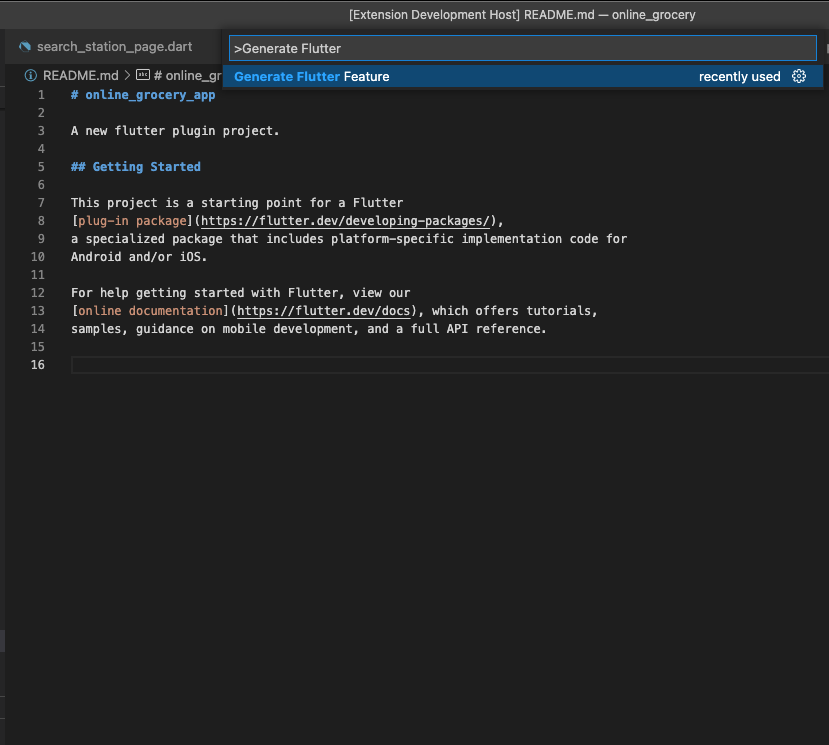 [Extension Development Host] README.md — online_grocery
search_station_page.dart
>Generate Flutter
README.md > # online_gr
Generate Flutter Feature recently used
1 # online_grocery_app
2
3 A new flutter plugin project.
4
5 ## Getting Started
6
7 This project is a starting point for a Flutter
8 [plug-in package](https://flutter.dev/developing-packages/),
9 a specialized package that includes platform-specific implementation code for
10 Android and/or iOS.
11
12 For help getting started with Flutter, view our
13 [online documentation](https://flutter.dev/docs), which offers tutorials,
14 samples, guidance on mobile development, and a full API reference.
15
16